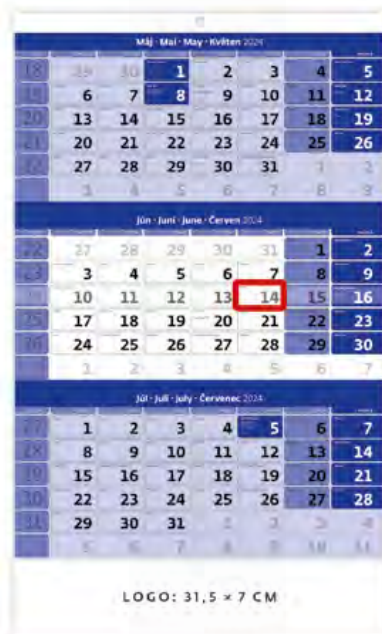 Máj · Mai · May · Květen 2024
18 29 30 1 2 3 4 5
19 6 7 8 9 10 11 12
20 13 14 15 16 17 18 19
21 20 21 22 23 24 25 26
22 27 28 29 30 31 1 2
3 4 5 6 7 8 9
Jún · Juni · June · Červen 2024
22 27 28 29 30 31 1 2
23 3 4 5 6 7 8 9
10 11 12 13 14 15 16
25 17 18 19 20 21 22 23
26 24 25 26 27 28 29 30
1 2 3 4 5 6 7
Júl · Juli · July · Červenec 2024
27 1 2 3 4 5 6 7
28 8 9 10 11 12 13 14
29 15 16 17 18 19 20 21
30 22 23 24 25 26 27 28
31 29 30 31 1 2 3 4
5 6 7 8 9 10 11
LOGO: 31,5 × 7 CM